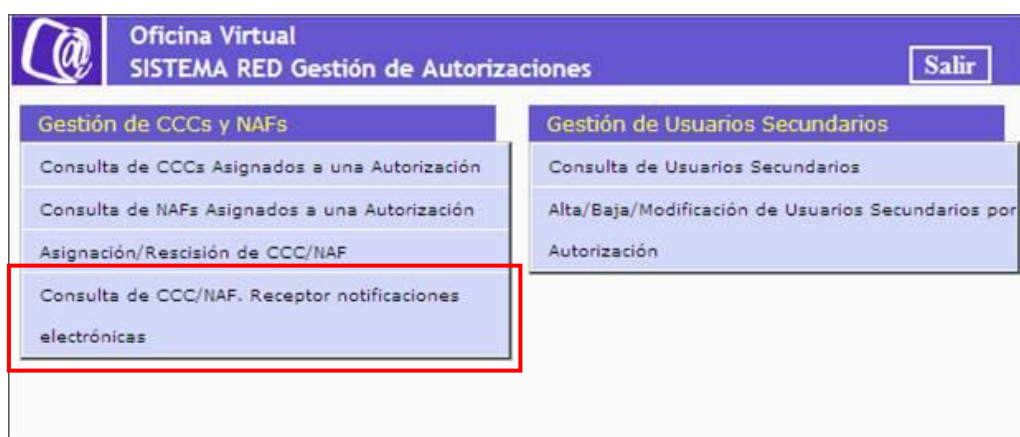 Oficina Virtual
SISTEMA RED Gestión de Autorizaciones
Salir
Gestión de CCCs y NAFs
Consulta de CCCs Asignados a una Autorización
Consulta de NAFs Asignados a una Autorización
Asignación/Rescisión de CCC/NAF
Consulta de CCC/NAF. Receptor notificaciones
electrónicas
Gestión de Usuarios Secundarios
Consulta de Usuarios Secundarios
Alta/Baja/Modificación de Usuarios Secundarios por
Autorización